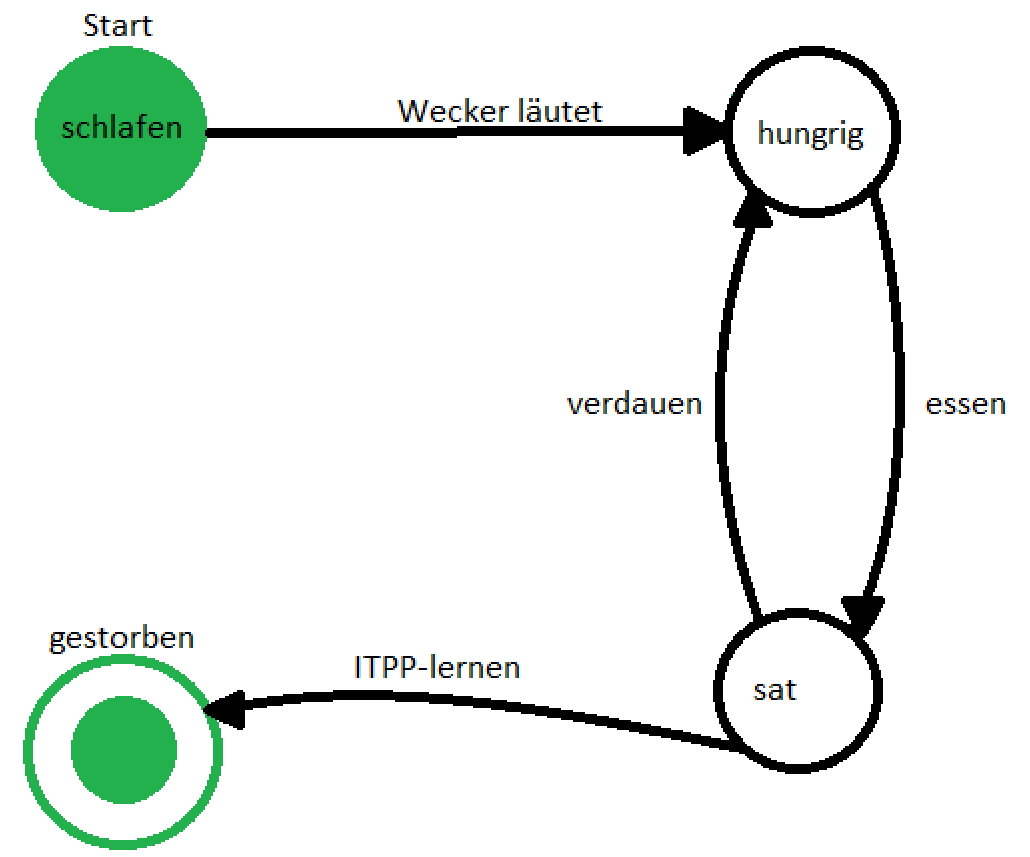 Start
schlafen
Wecker läutet
hungrig
verdauen
essen
gestorben
ITPP-lernen
sat